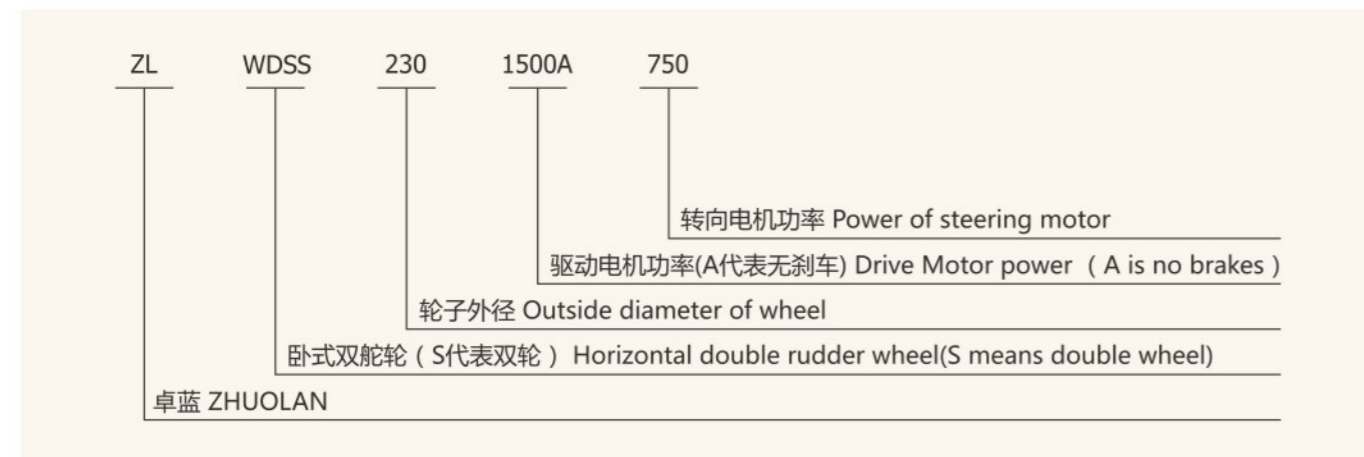 ZL WDSS 230 1500A 750
转向电机功率 Power of steering motor
驱动电机功率(A代表无刹车) Drive Motor power （ A is no brakes ）
轮子外径 Outside diameter of wheel
卧式双舵轮（ S代表双轮 ） Horizontal double rudder wheel(S means double wheel)
卓蓝 ZHUOLAN